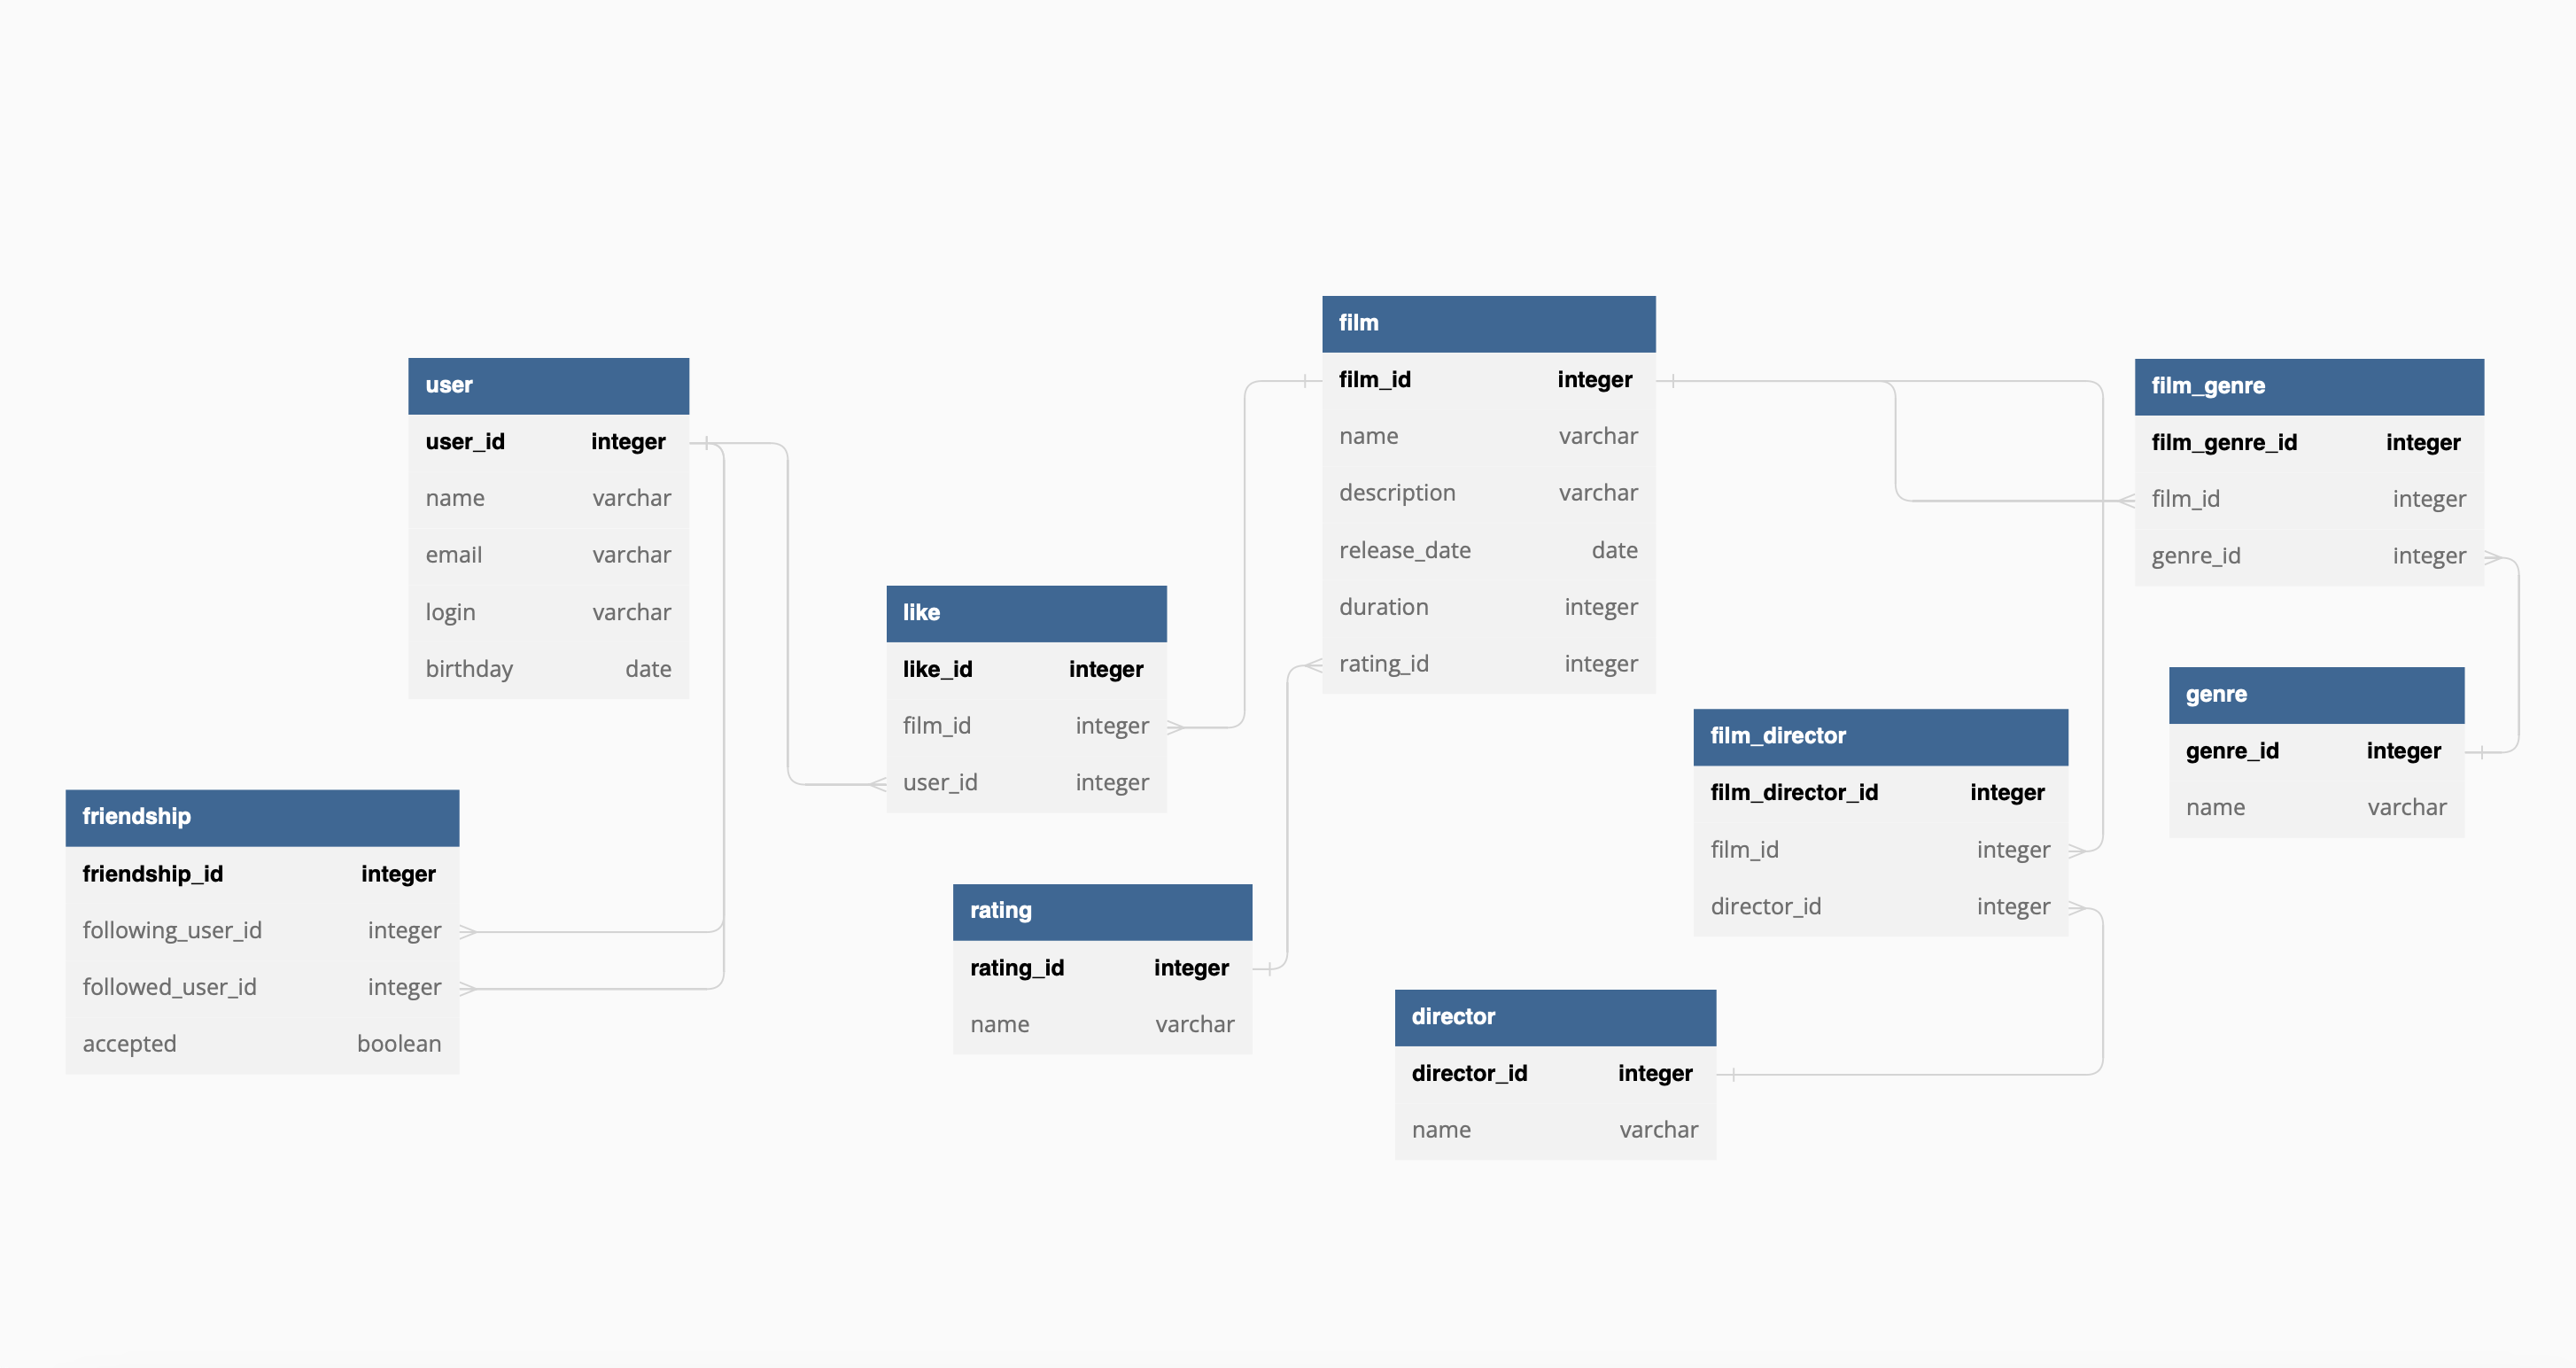 user
user_id integer
name varchar
email varchar
login varchar
birthday date
friendship
friendship_id integer
following_user_id integer
followed_user_id integer
accepted boolean
like
like_id integer
film_id integer
user_id integer
rating
rating_id integer
name varchar
film
film_id integer
name varchar
description varchar
release_date date
duration integer
rating_id integer
director
director_id integer
name varchar
film_director
film_director_id integer
film_id integer
director_id integer
film_genre
film_genre_id integer
film_id integer
genre_id integer
genre
genre_id integer
name varchar